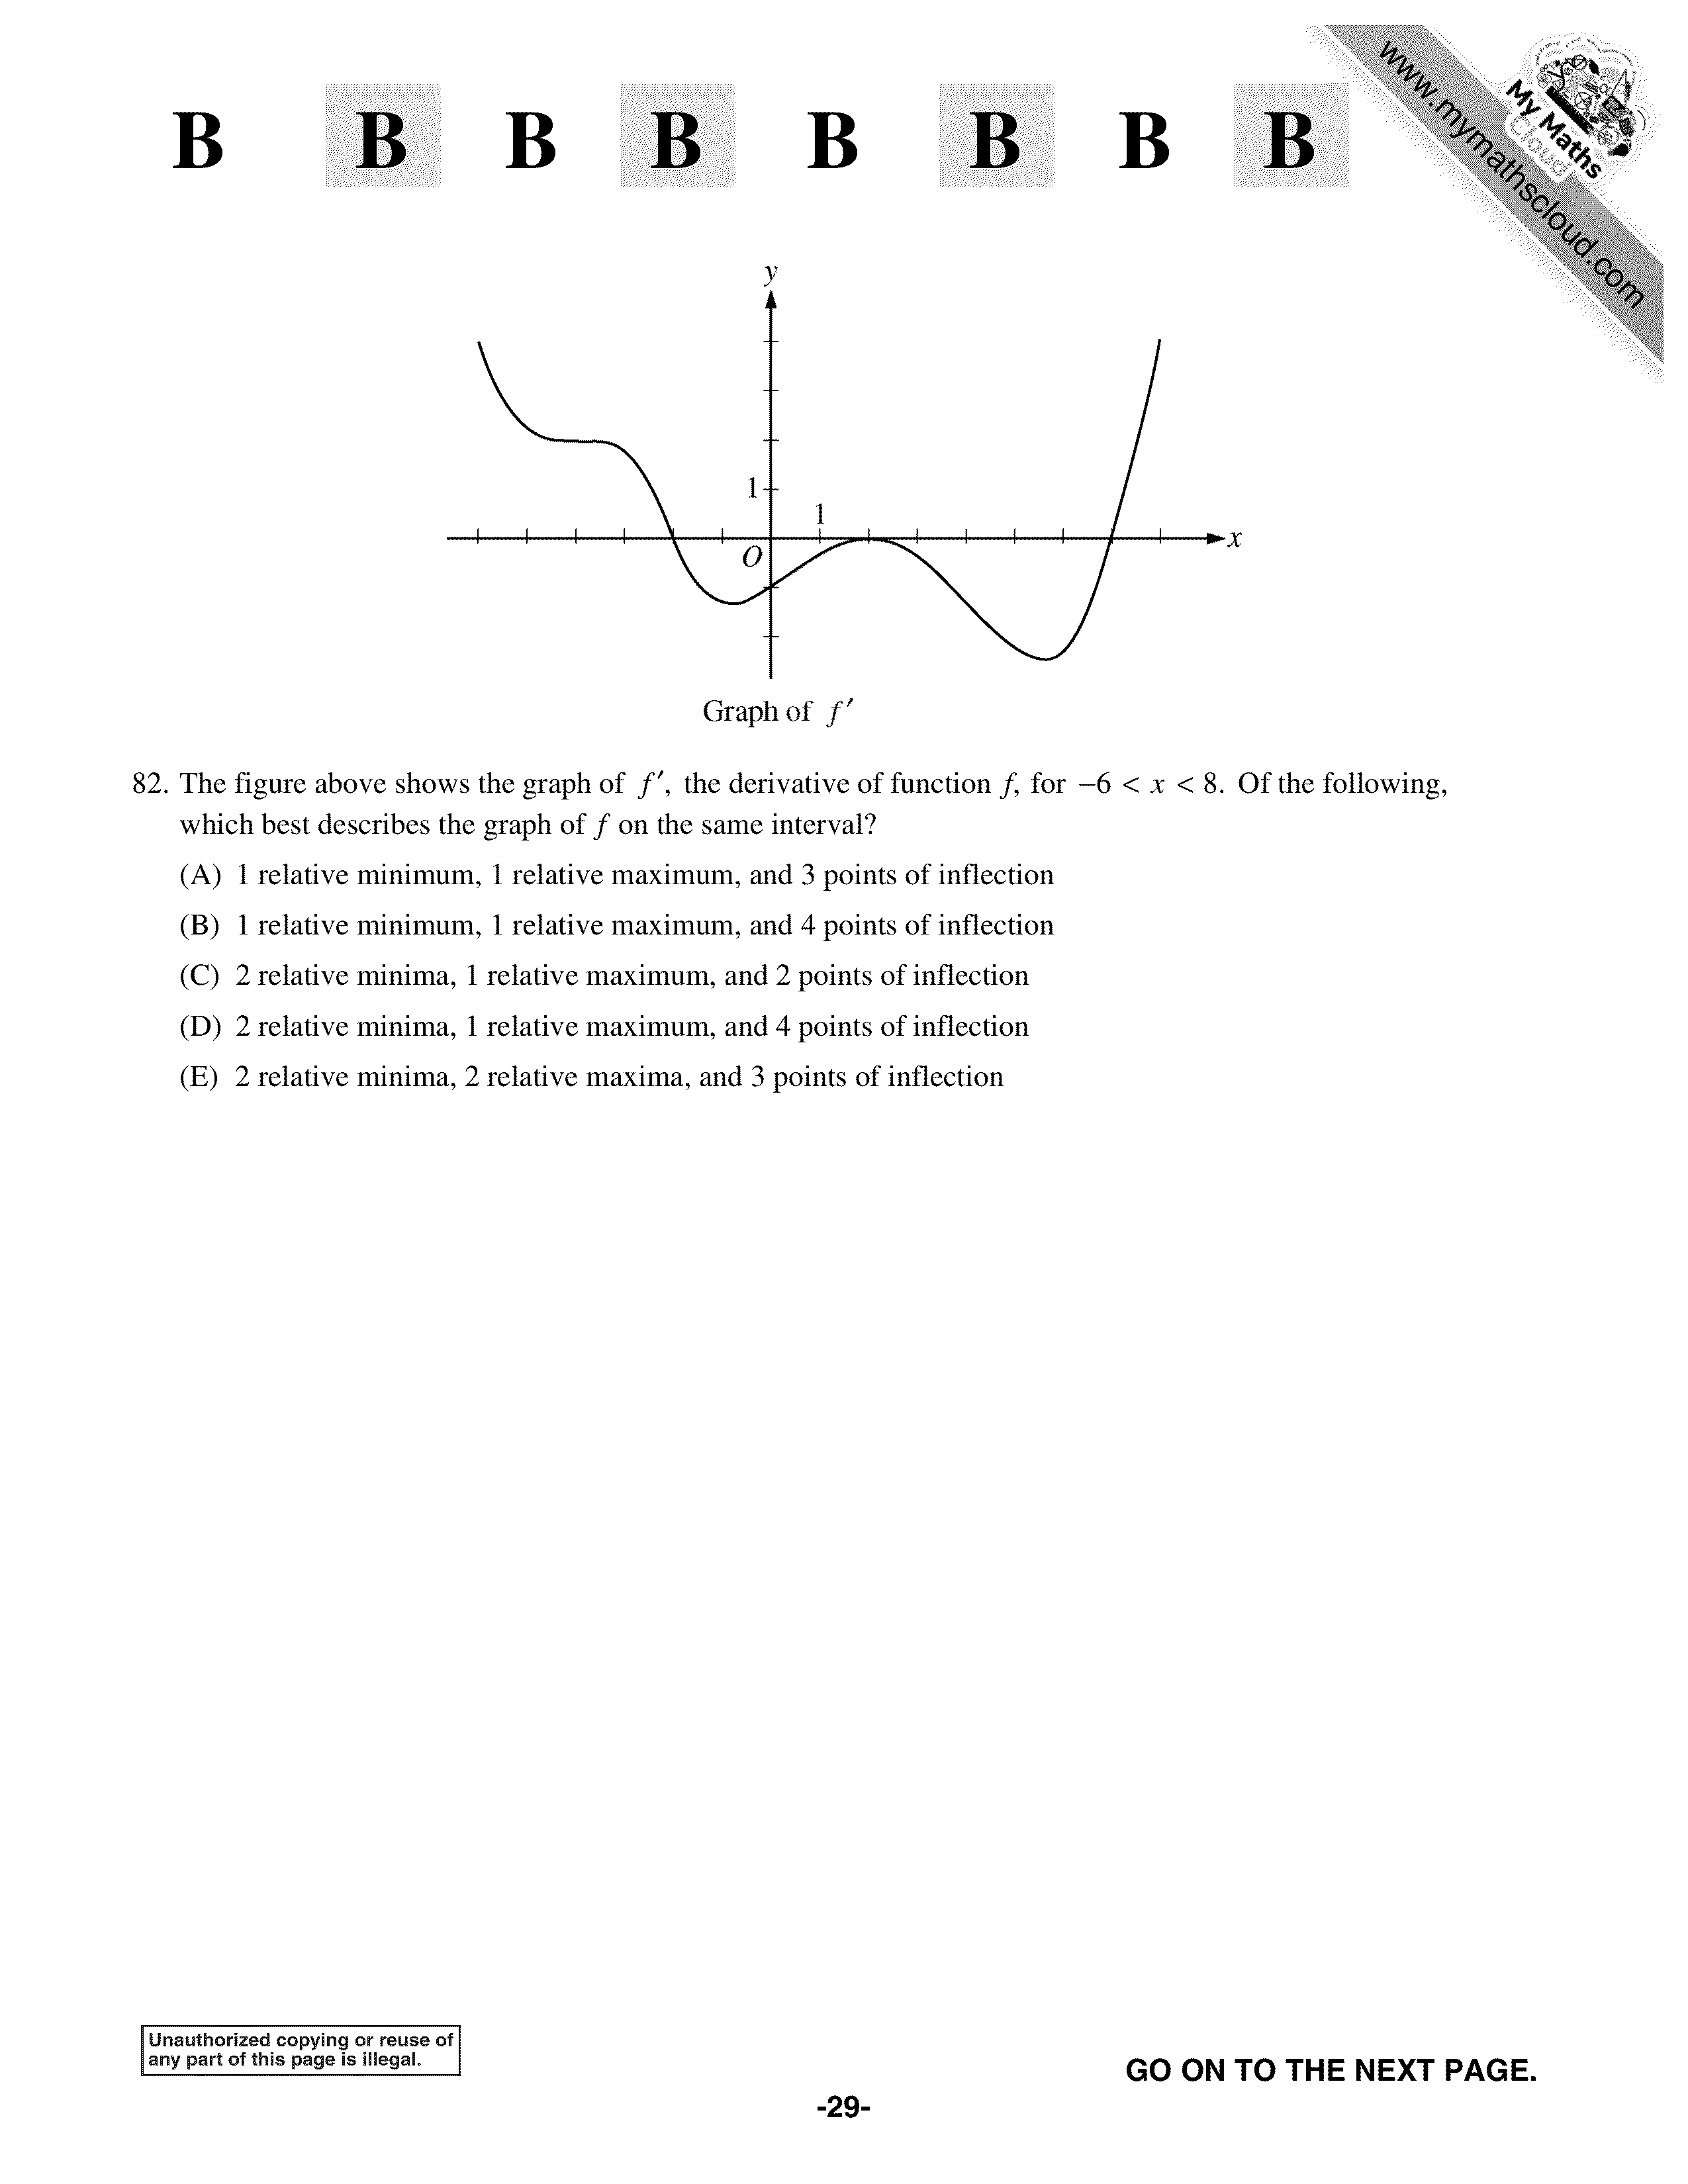 B B B B B B B B
www.mymathscloud.com
My Maths
Cloud
y
1
1
O
x
Graph of f′
82. The figure above shows the graph of f′, the derivative of function f, for −6 < x < 8. Of the following,
which best describes the graph of f on the same interval?
(A) 1 relative minimum, 1 relative maximum, and 3 points of inflection
(B) 1 relative minimum, 1 relative maximum, and 4 points of inflection
(C) 2 relative minima, 1 relative maximum, and 2 points of inflection
(D) 2 relative minima, 1 relative maximum, and 4 points of inflection
(E) 2 relative minima, 2 relative maxima, and 3 points of inflection
Unauthorized copying or reuse of
any part of this page is illegal.
GO ON TO THE NEXT PAGE.
-29-